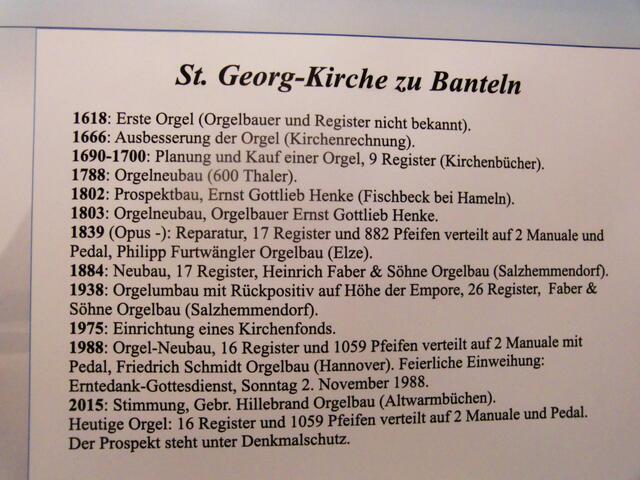 St. Georg-Kirche zu Banteln
1618: Erste Orgel (Orgelbauer und Register nicht bekannt).
1666: Ausbesserung der Orgel (Kirchenrechnung).
1690-1700: Planung und Kauf einer Orgel, 9 Register (Kirchenbücher).
1788: Orgelneubau (600 Thaler).
1802: Prospektbau, Ernst Gottlieb Henke (Fischbeck bei Hameln).
1803: Orgelneubau, Orgelbauer Ernst Gottlieb Henke.
1839 (Opus -): Reparatur, 17 Register und 882 Pfeifen verteilt auf 2 Manuale und
Pedal, Philipp Furtwängler Orgelbau (Elze).
1884: Neubau, 17 Register, Heinrich Faber & Söhne Orgelbau (Salzhemmendorf).
1938: Orgelumbau mit Rückpositiv auf Höhe der Empore, 26 Register, Faber &
Söhne Orgelbau (Salzhemmendorf).
1975: Einrichtung eines Kirchenfonds.
1988: Orgel-Neubau, 16 Register und 1059 Pfeifen verteilt auf 2 Manuale mit
Pedal, Friedrich Schmidt Orgelbau (Hannover). Feierliche Einweihung:
Erntedank-Gottesdienst, Sonntag 2. November 1988.
2015: Stimmung, Gebr. Hillebrand Orgelbau (Altwarmbüchen).
Heutige Orgel: 16 Register und 1059 Pfeifen verteilt auf 2 Manuale und Pedal.
Der Prospekt steht unter Denkmalschutz.